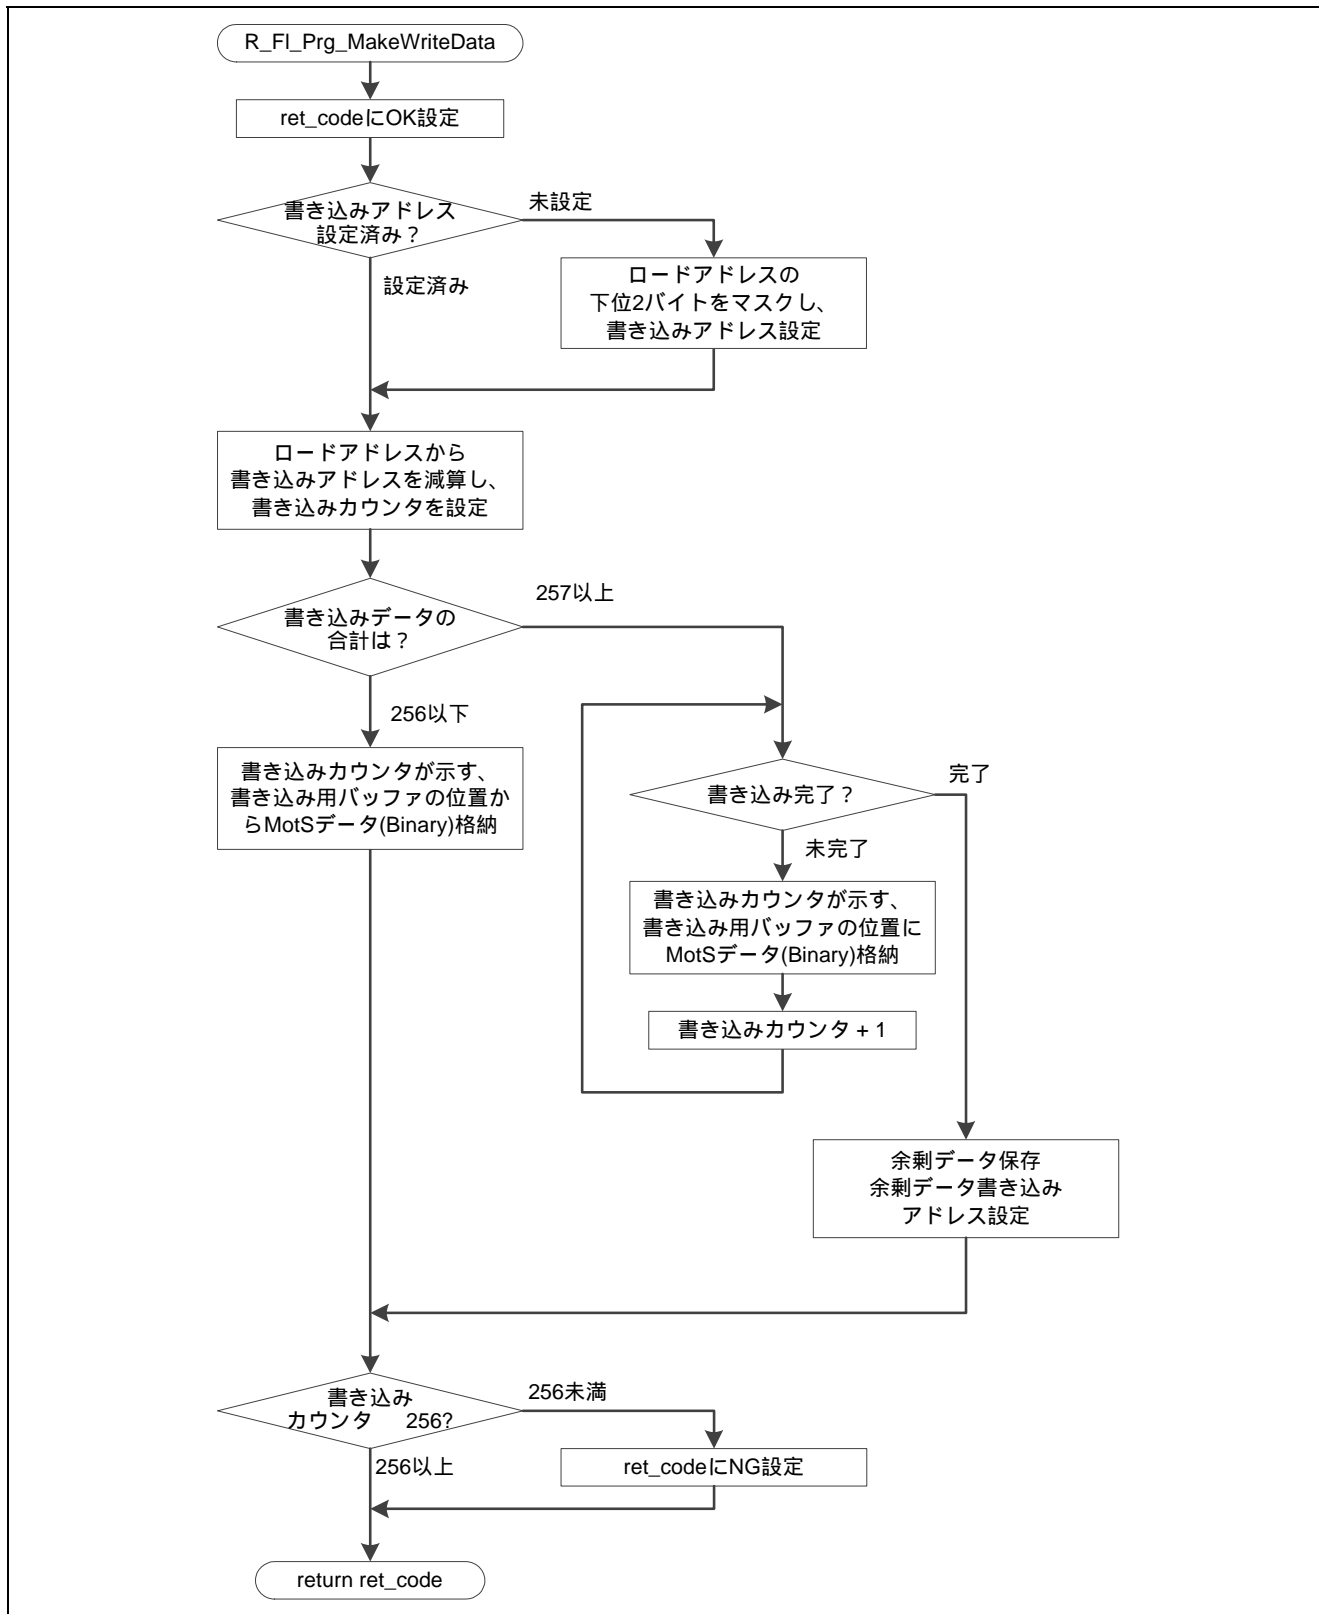 R_Fl_Prg_MakeWriteData
ret_codeにOK設定
書き込みアドレス
設定済み？
未設定
設定済み
ロードアドレスの
下位2バイトをマスクし、
書き込みアドレス設定
ロードアドレスから
書き込みアドレスを減算し、
書き込みカウンタを設定
書き込みデータの
合計は？
257以上
256以下
書き込みカウンタが示す、
書き込み用バッファの位置か
らMotSデータ(Binary)格納
書き込み完了？
完了
未完了
書き込みカウンタが示す、
書き込み用バッファの位置に
MotSデータ(Binary)格納
書き込みカウンタ + 1
余剰データ保存
余剰データ書き込み
アドレス設定
書き込み
カウンタ 256?
256未満
256以上
ret_codeにNG設定
return ret_code